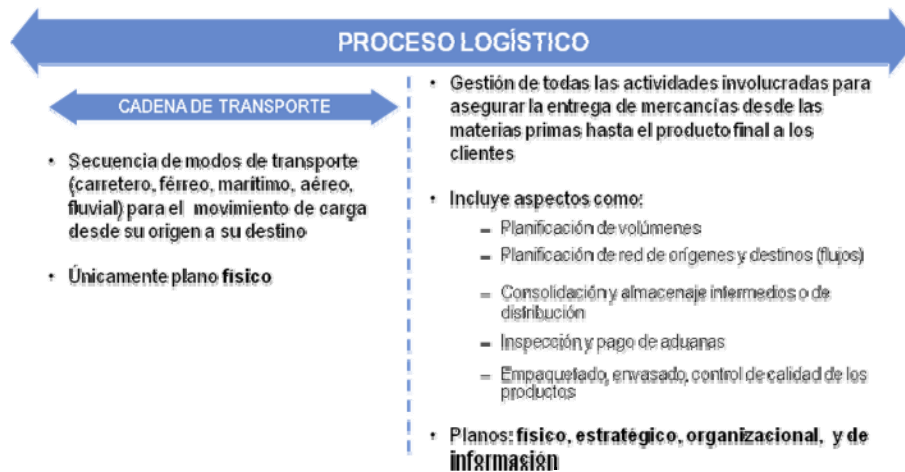 PROCESO LOGÍSTICO
CADENA DE TRANSPORTE
• Secuencia de modos de transporte
(carretero, férreo, marítimo, aéreo,
fluvial) para el movimiento de carga
desde su origen a su destino
• Únicamente plano físico
• Gestión de todas las actividades involucradas para
asegurar la entrega de mercancías desde las
materias primas hasta el producto final a los
clientes
• Incluye aspectos como:
– Planificación de volúmenes
– Planificación de red de orígenes y destinos (flujos)
– Consolidación y almacenaje intermedios o de
distribución
– Inspección y pago de aduanas
– Empaquetado, envasado, control de calidad de los
productos
• Planos: físico, estratégico, organizacional, y de
información